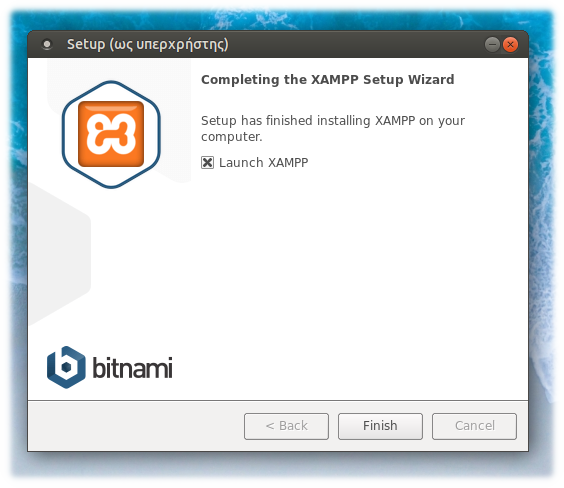 Setup (ως υπερχρήστης)
Completing the XAMPP Setup Wizard
Setup has finished installing XAMPP on your
computer.
Launch XAMPP
bitnami
< Back
Finish
Cancel